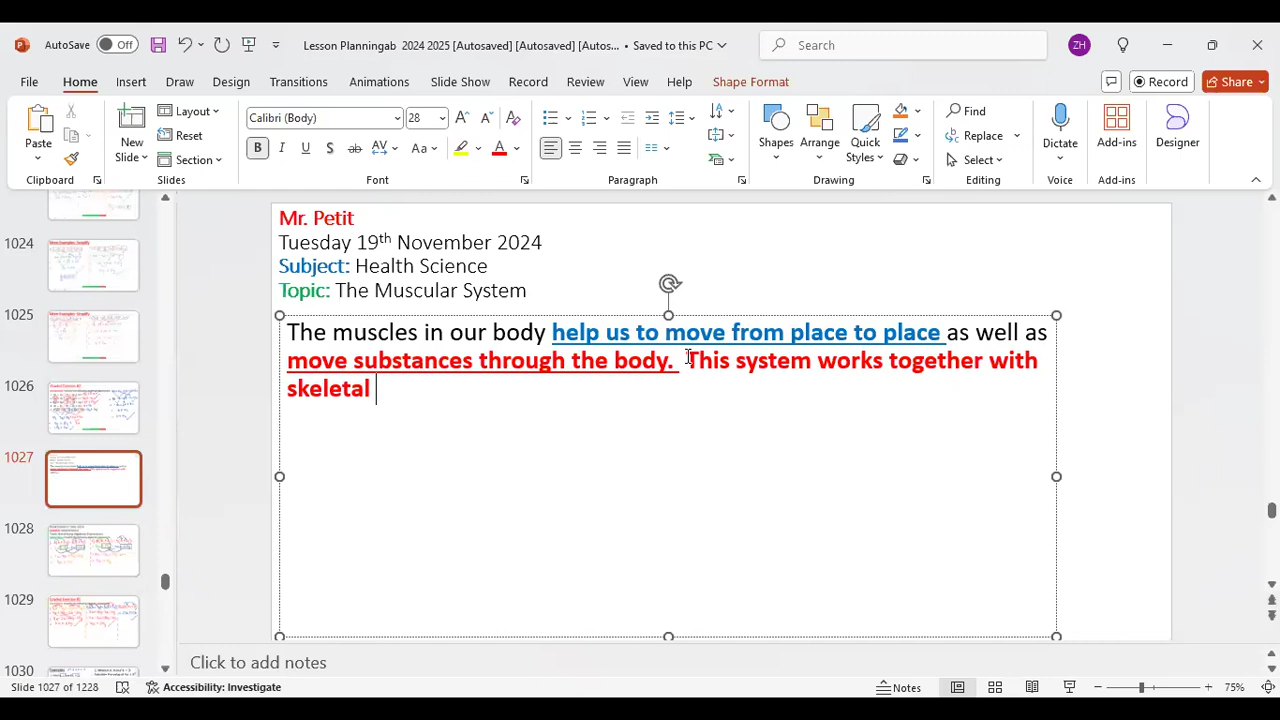 AutoSave Off Lesson Planningab 2024 2025 [Autosaved] [Autosaved] [Autos... • Saved to this PC Search ZH
File Home Insert Draw Design Transitions Animations Slide Show Record Review View Help Shape Format Record Share
Paste New Slide Layout Reset Section Calibri (Body) 28 Shapes Arrange Quick Styles Find Replace Select Dictate Add-ins Designer
Clipboard Slides Font Paragraph Drawing Editing Voice Add-ins
1024
1025
1026
1027
1028
1029
1030
Mr. Petit
Tuesday 19th November 2024
Subject: Health Science
Topic: The Muscular System
The muscles in our body help us to move from place to place as well as
move substances through the body. This system works together with
skeletal
Click to add notes
Slide 1027 of 1228 Accessibility: Investigate Notes 75%